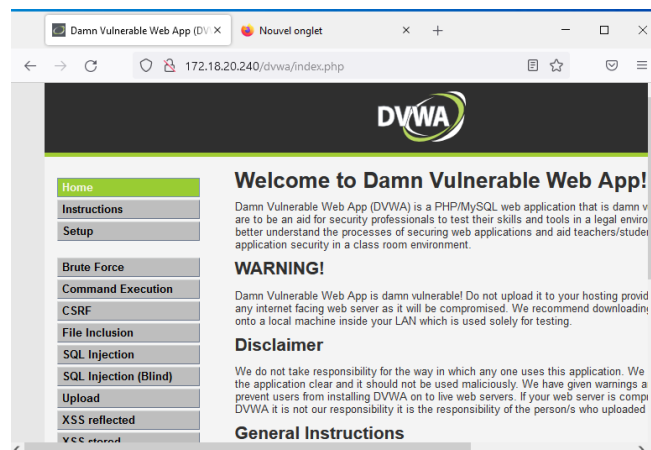 Damn Vulnerable Web App (DV
Nouvel onglet
172.18.20.240/dvwa/index.php
DVWA
Home
Instructions
Setup
Brute Force
Command Execution
CSRF
File Inclusion
SQL Injection
SQL Injection (Blind)
Upload
XSS reflected
XSS stored
Welcome to Damn Vulnerable Web App!
Damn Vulnerable Web App (DVWA) is a PHP/MySQL web application that is damn v
are to be an aid for security professionals to test their skills and tools in a legal enviro
better understand the processes of securing web applications and aid teachers/studen
application security in a class room environment.
WARNING!
Damn Vulnerable Web App is damn vulnerable! Do not upload it to your hosting provid
any internet facing web server as it will be compromised. We recommend downloading
onto a local machine inside your LAN which is used solely for testing.
Disclaimer
We do not take responsibility for the way in which any one uses this application. We
the application clear and it should not be used maliciously. We have given warnings a
prevent users from installing DVWA on to live web servers. If your web server is compr
DVWA it is not our responsibility it is the responsibility of the person/s who uploaded
General Instructions